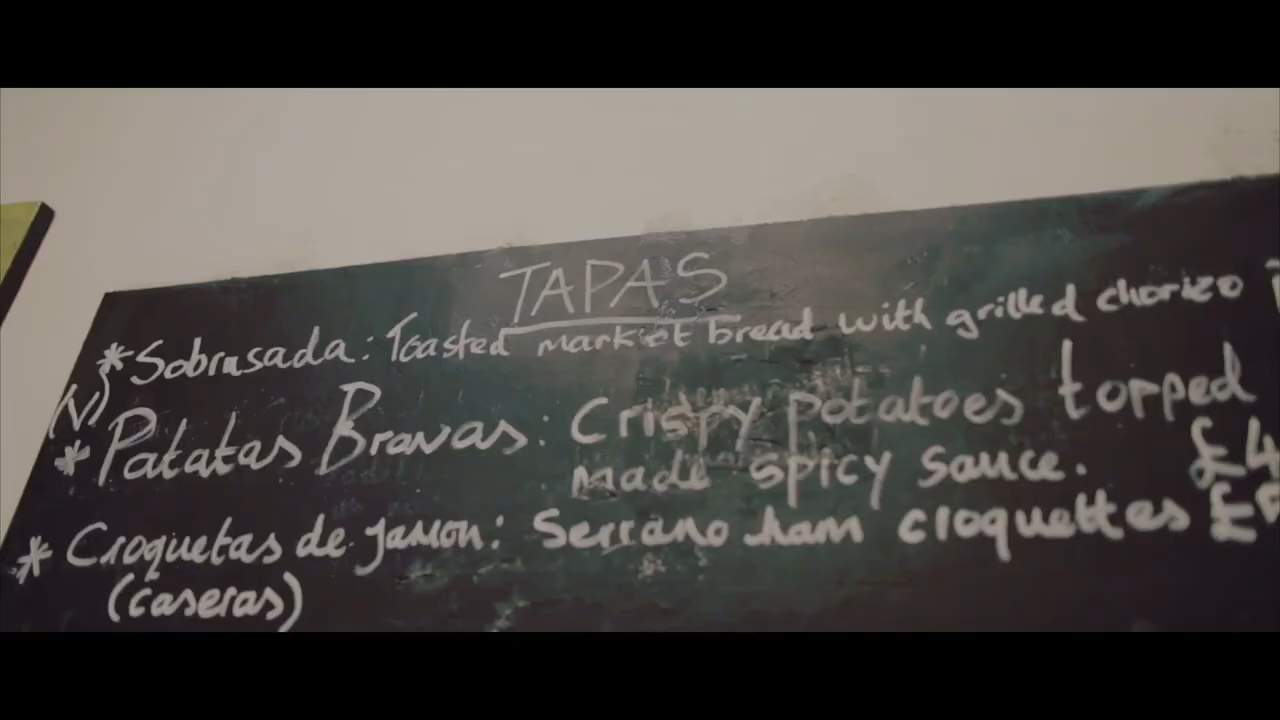 TAPAS
* Sobrasada: Toasted market bread with grilled chorizo
(V)
* Patatas Bravas: Crispy potatoes topped
made spicy sauce. £4
* Croquetas de jamon: Serrano ham croquettes £
(caseras)